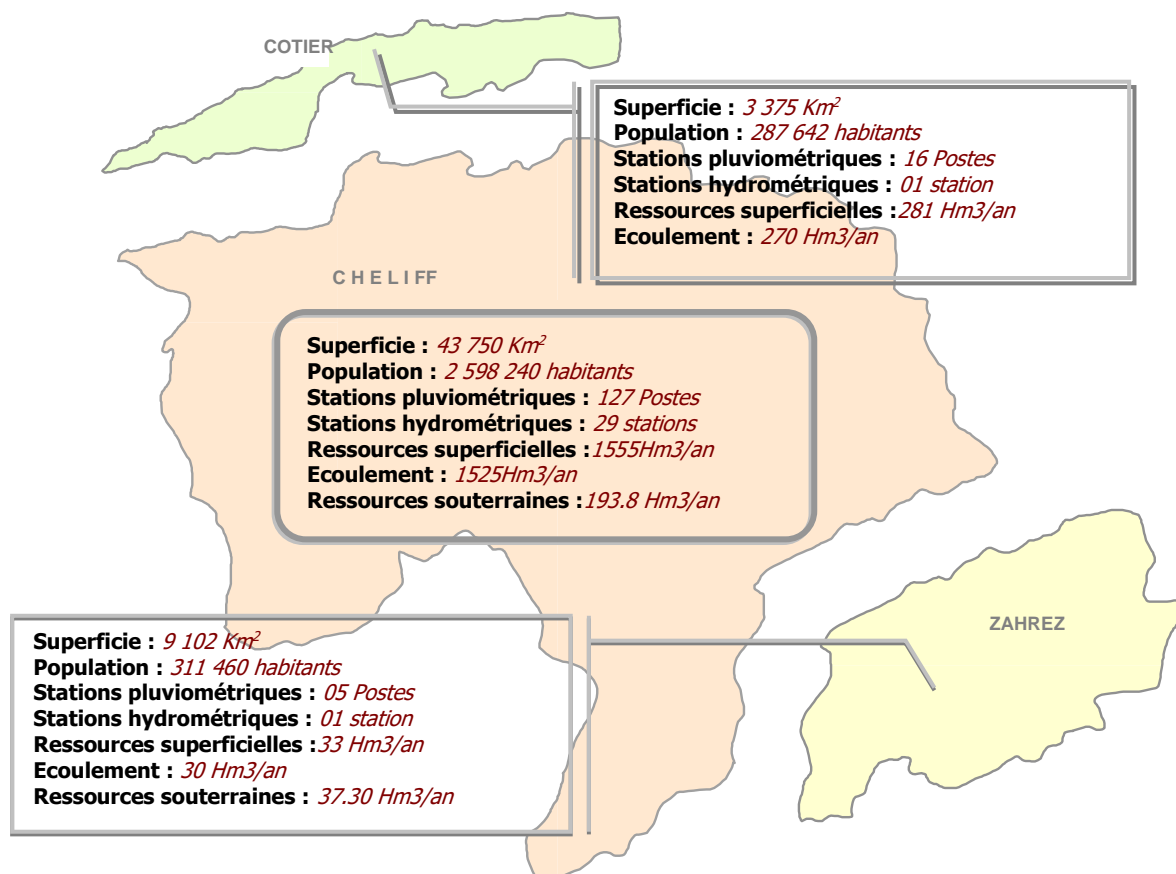 COTIER
Superficie : 3 375 Km²
Population : 287 642 habitants
Stations pluviométriques : 16 Postes
Stations hydrométriques : 01 station
Ressources superficielles :281 Hm3/an
Ecoulement : 270 Hm3/an
C H E L I FF
Superficie : 43 750 Km²
Population : 2 598 240 habitants
Stations pluviométriques : 127 Postes
Stations hydrométriques : 29 stations
Ressources superficielles :1555Hm3/an
Ecoulement : 1525Hm3/an
Ressources souterraines :193.8 Hm3/an
ZAHREZ
Superficie : 9 102 Km²
Population : 311 460 habitants
Stations pluviométriques : 05 Postes
Stations hydrométriques : 01 station
Ressources superficielles :33 Hm3/an
Ecoulement : 30 Hm3/an
Ressources souterraines : 37.30 Hm3/an